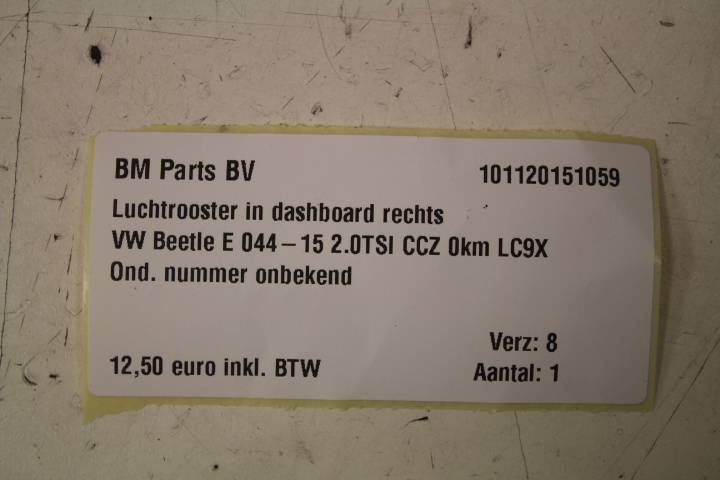 BM Parts BV 101120151059
Luchtrooster in dashboard rechts
VW Beetle E 044-15 2.0TSI CCZ 0km LC9X
Ond. nummer onbekend
Verz: 8
12,50 euro inkl. BTW Aantal: 1